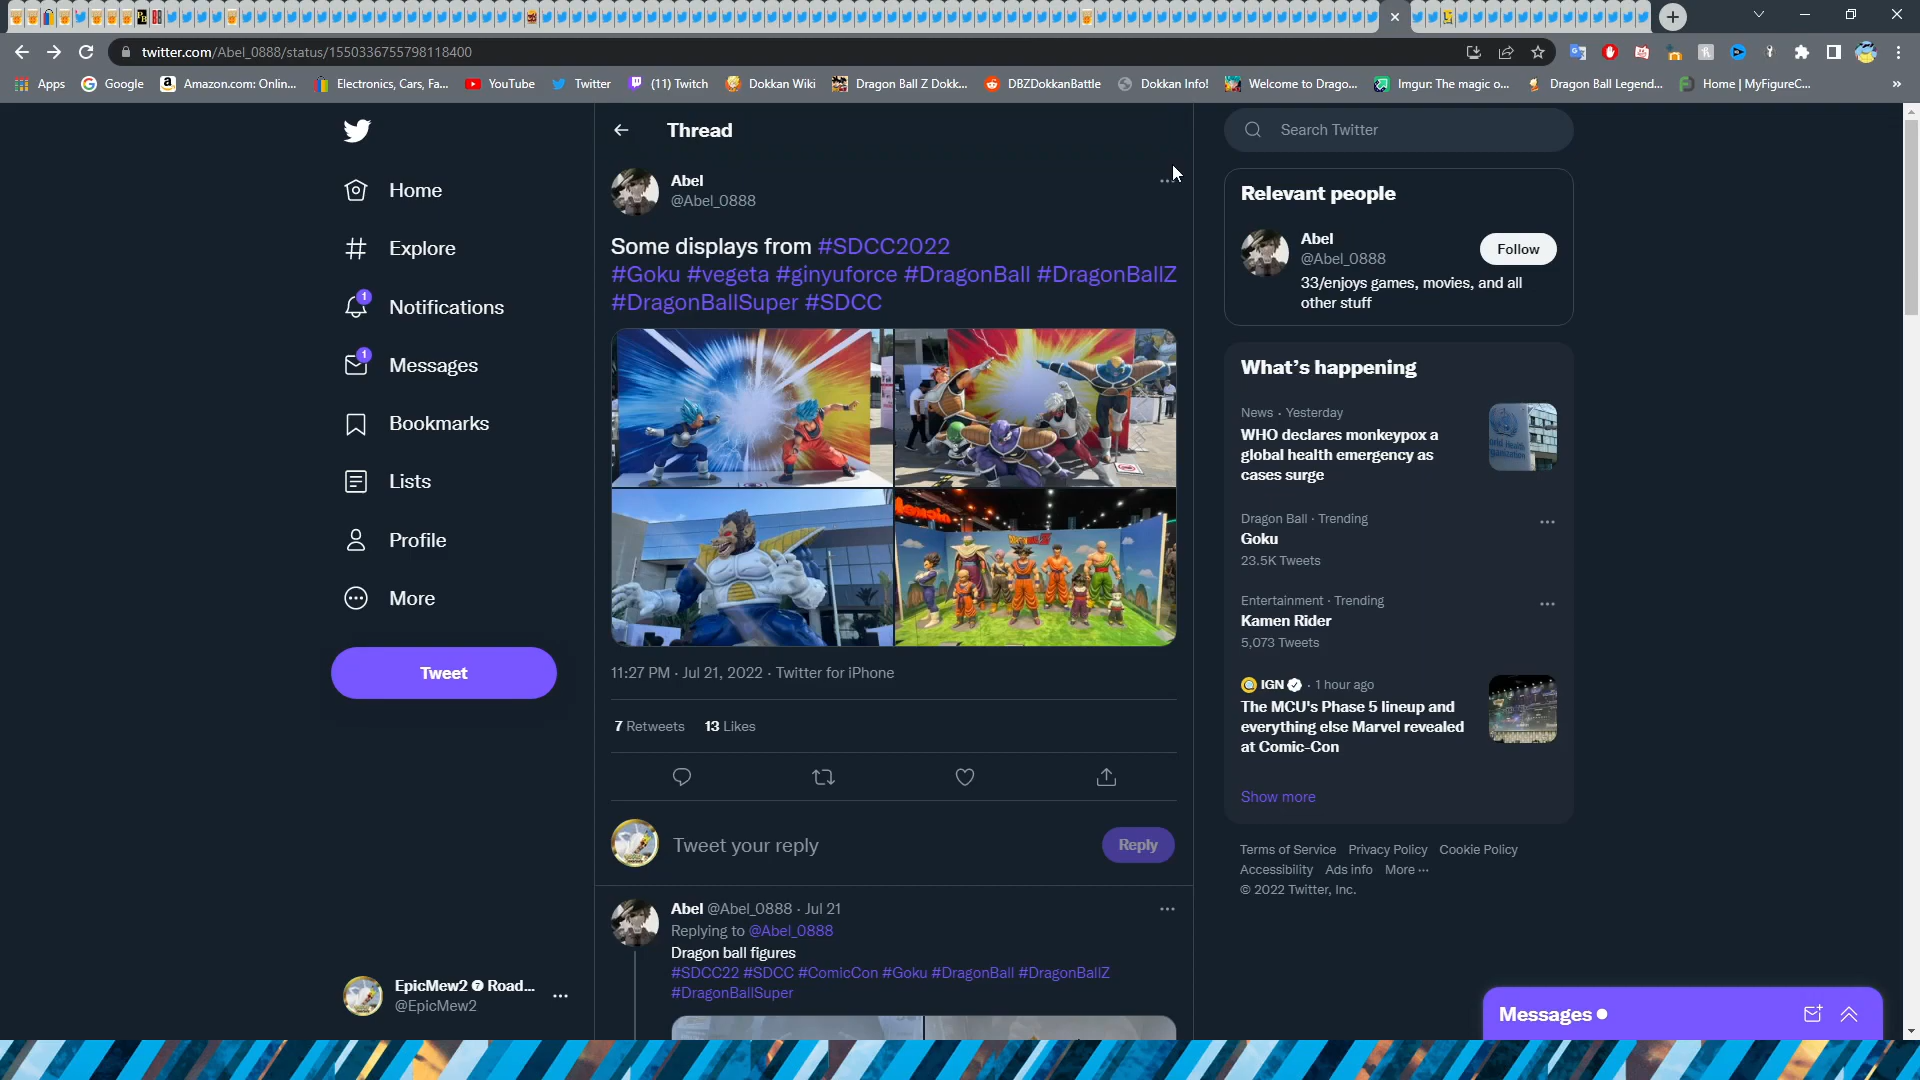 twitter.com/Abel_0888/status/1550336755798118400
Apps
Google
Amazon.com: Onlin...
Electronics, Cars, Fa...
YouTube
Twitter
(11) Twitch
Dokkan Wiki
Dragon Ball Z Dokk...
DBZDokkanBattle
Dokkan Info!
Welcome to Drago...
Imgur: The magic o...
Dragon Ball Legend...
Home | MyFigureC...
Home
Explore
1
Notifications
1
Messages
Bookmarks
Lists
Profile
More
Tweet
EpicMew2 ❼ Road...
@EpicMew2
Thread
Abel
@Abel_0888
Some displays from #SDCC2022
#Goku #vegeta #ginyuforce #DragonBall #DragonBallZ
#DragonBallSuper #SDCC
11:27 PM · Jul 21, 2022 · Twitter for iPhone
7 Retweets 13 Likes
Tweet your reply
Reply
Abel @Abel_0888 · Jul 21
Replying to @Abel_0888
Dragon ball figures
#SDCC22 #SDCC #ComicCon #Goku #DragonBall #DragonBallZ
#DragonBallSuper
Search Twitter
Relevant people
Abel
@Abel_0888
Follow
33/enjoys games, movies, and all
other stuff
What's happening
News · Yesterday
WHO declares monkeypox a
global health emergency as
cases surge
Dragon Ball · Trending
Goku
23.5K Tweets
Entertainment · Trending
Kamen Rider
5,073 Tweets
IGN · 1 hour ago
The MCU's Phase 5 lineup and
everything else Marvel revealed
at Comic-Con
Show more
Terms of Service Privacy Policy Cookie Policy
Accessibility Ads info More ···
© 2022 Twitter, Inc.
Messages